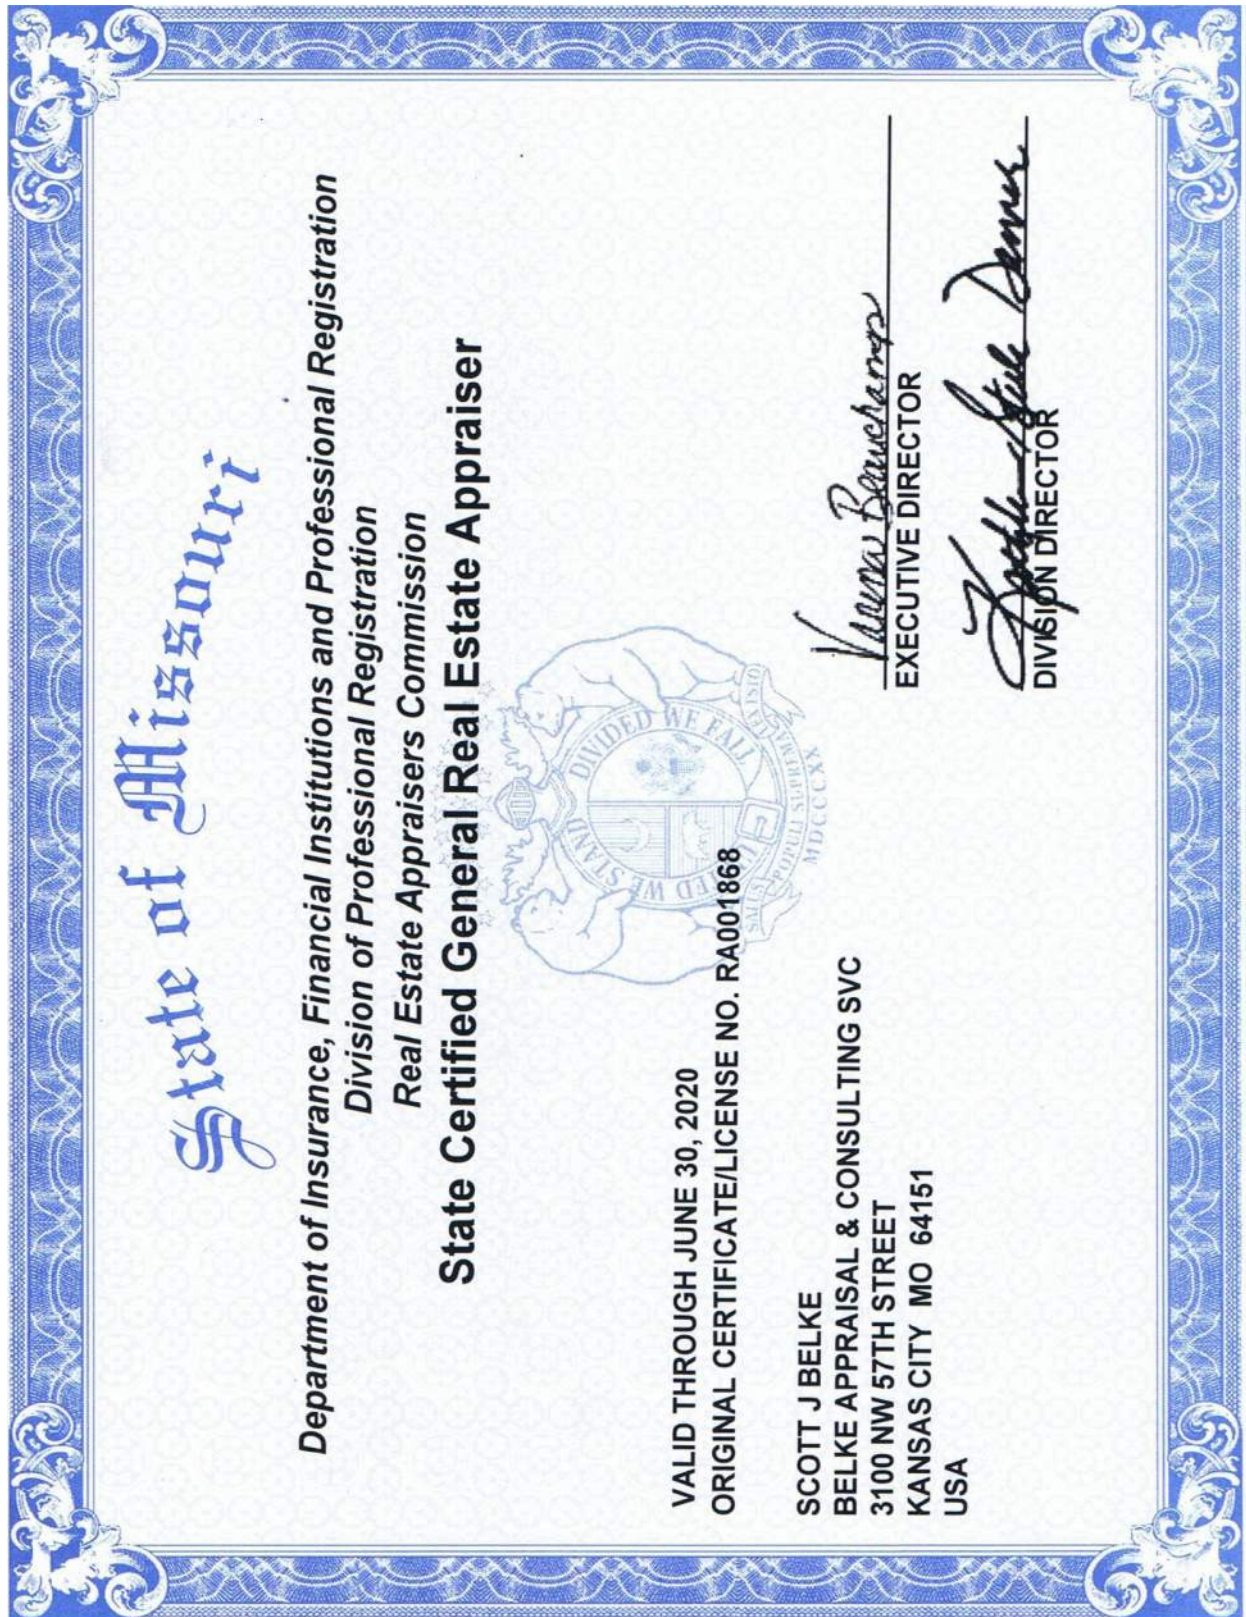 State of Missouri
Department of Insurance, Financial Institutions and Professional Registration
Division of Professional Registration
Real Estate Appraisers Commission
State Certified General Real Estate Appraiser
VALID THROUGH JUNE 30, 2020
ORIGINAL CERTIFICATE/LICENSE NO. RA001868
SCOTT J BELKE
BELKE APPRAISAL & CONSULTING SVC
3100 NW 57TH STREET
KANSAS CITY MO 64151
USA
DIVIDED WE FALL
UNITED WE STAND
SALUS POPULI SUPREMA LEX ESTO
MDCCCXX
Vanessa Beauchamp
EXECUTIVE DIRECTOR
DIVISION DIRECTOR